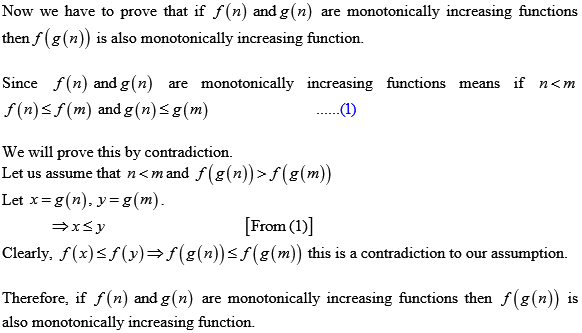 Now we have to prove that if f(n) and g(n) are monotonically increasing functions
then f(g(n)) is also monotonically increasing function.
Since f(n) and g(n) are monotonically increasing functions means if n<m
f(n)≤f(m) and g(n)≤g(m) ......(1)
We will prove this by contradiction.
Let us assume that n<m and f(g(n))>f(g(m))
Let x=g(n), y=g(m).
⇒x≤y [From (1)]
Clearly, f(x)≤f(y)⇒f(g(n))≤f(g(m)) this is a contradiction to our assumption.
Therefore, if f(n) and g(n) are monotonically increasing functions then f(g(n)) is
also monotonically increasing function.